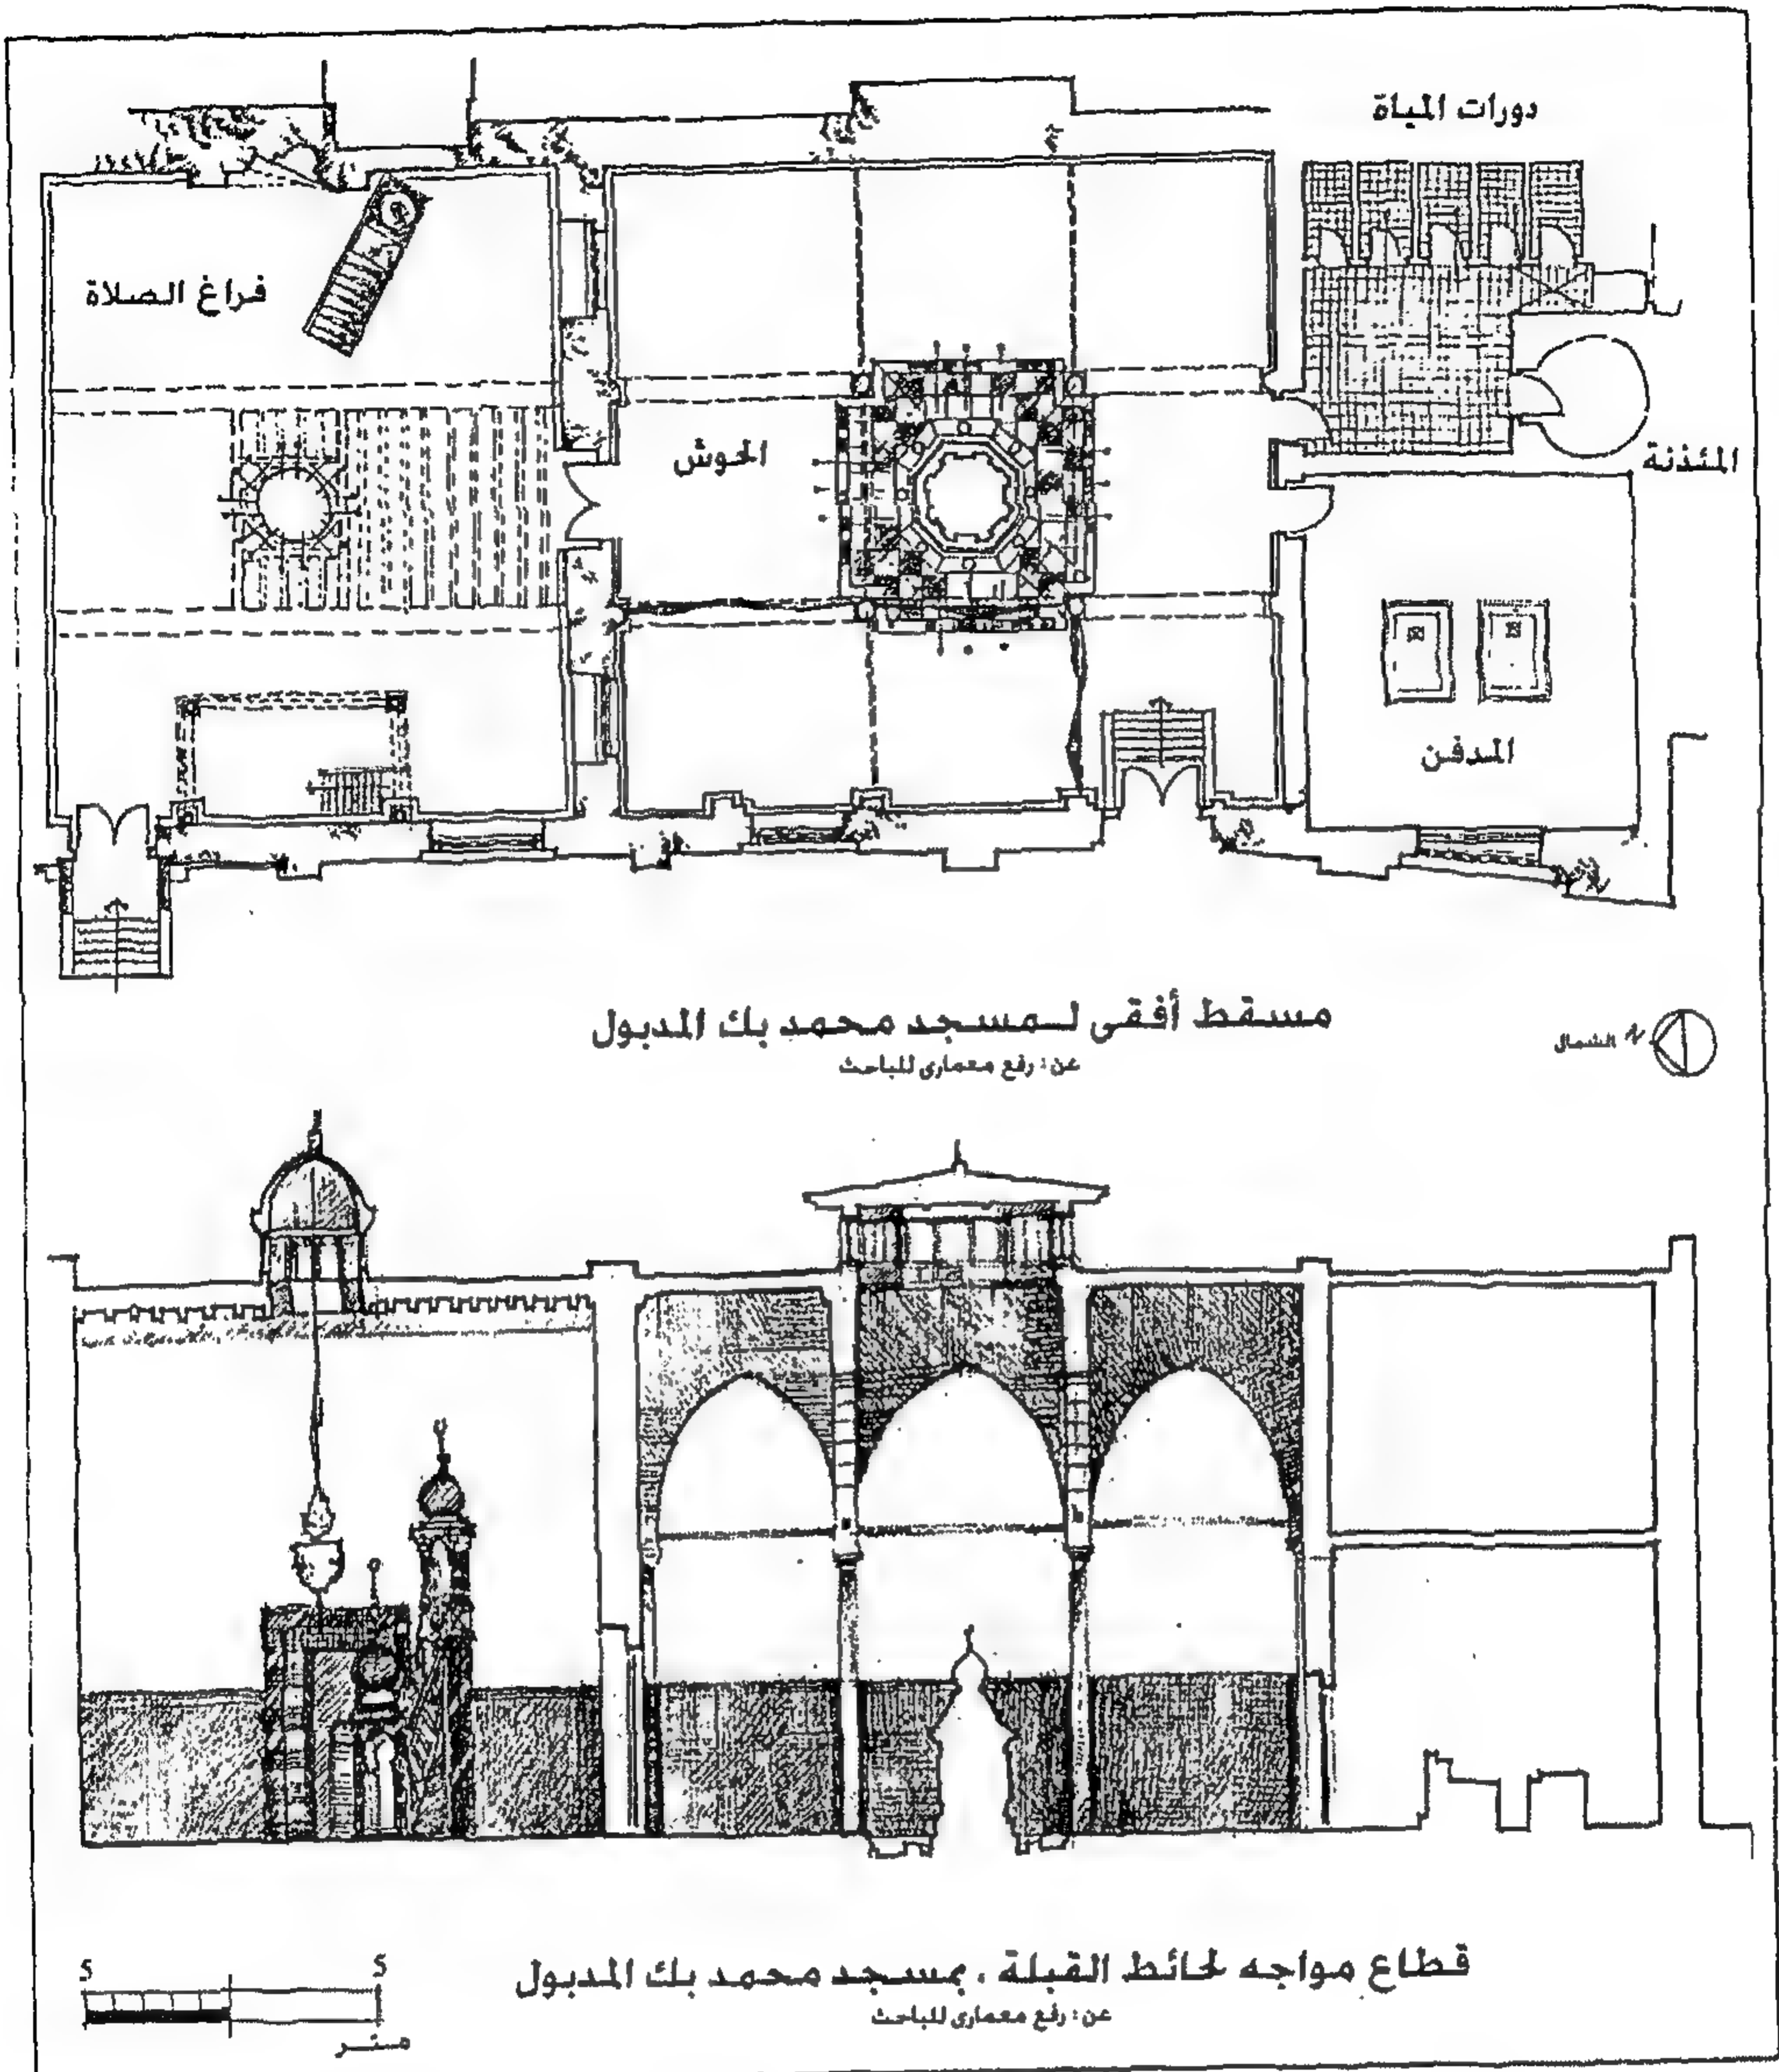 دورات المياة
فراغ الصلاة
الحوش
المئذنة
المدفن
مسقط أفقى لـمسجد محمد بك المدبول
عن: رفع معمارى للباحث
الشمال N
قطاع مواجه لحائط القبلة . بمسجد محمد بك المدبول
عن: رفع معمارى للباحث
5 5
متر